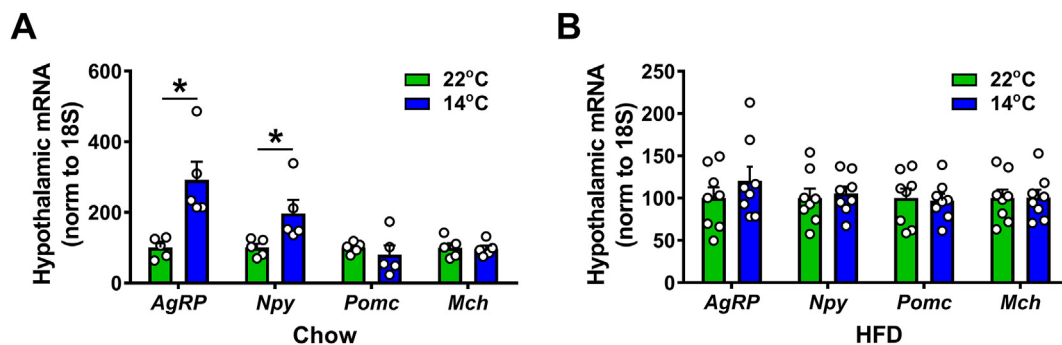 A
Hypothalamic mRNA
(norm to 18S)
600
400
200
0
22°C
14°C
*
*
AgRP
Npy
Pomc
Mch
Chow
B
Hypothalamic mRNA
(norm to 18S)
250
200
150
100
50
0
22°C
14°C
AgRP
Npy
Pomc
Mch
HFD